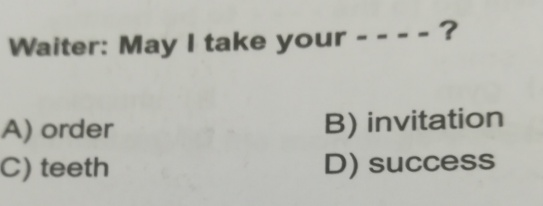 Waiter: May I take your - - - - ?
A) order B) invitation
C) teeth D) success